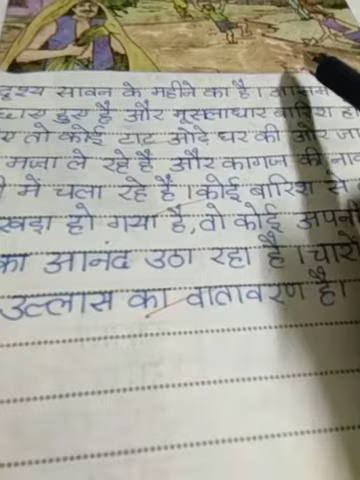 दृश्य सावन के महीने का है।
छाए हुए है और मूसलाधार बारिश हो
तो कोई टाट ओढ़े घर की ओर जा
मजा ले रहे है और कागज की नाव
में चला रहे है। कोई बारिश से
खड़ा हो गया है, तो कोई अपनी
का आनंद उठा रहा है। चारों
उल्लास का वातावरण है।